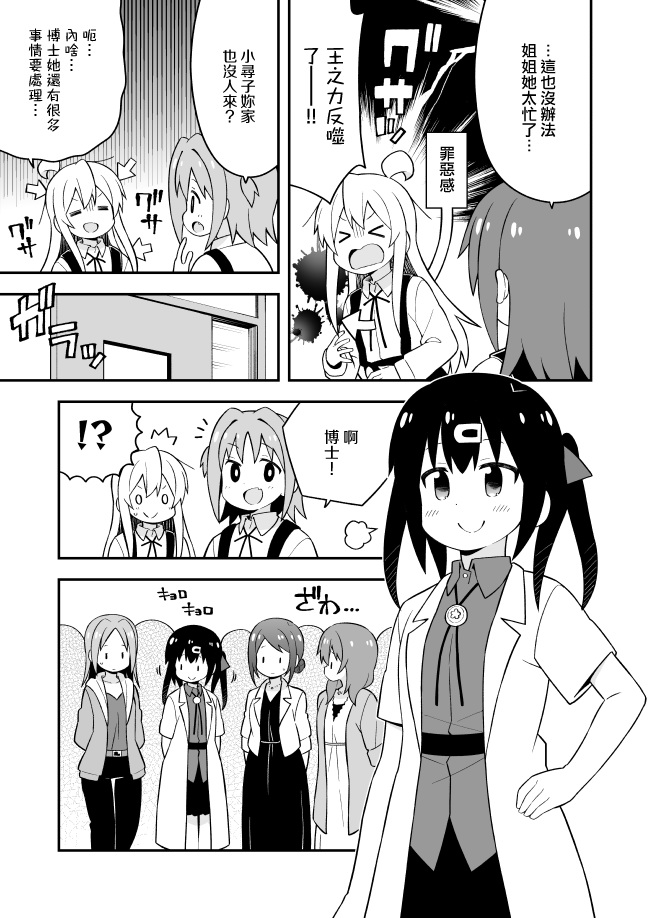 …這也沒辦法
姐姐她太忙了…
罪惡感
グサッ
王之力反噬
了——!!
小尋子妳家
也沒人來？
呃…
內啥…
博士她還有很多
事情要處理…
グサ
グサ
ガラッ
啊
博士！
!?
ざわ…
キョロ
キョロ